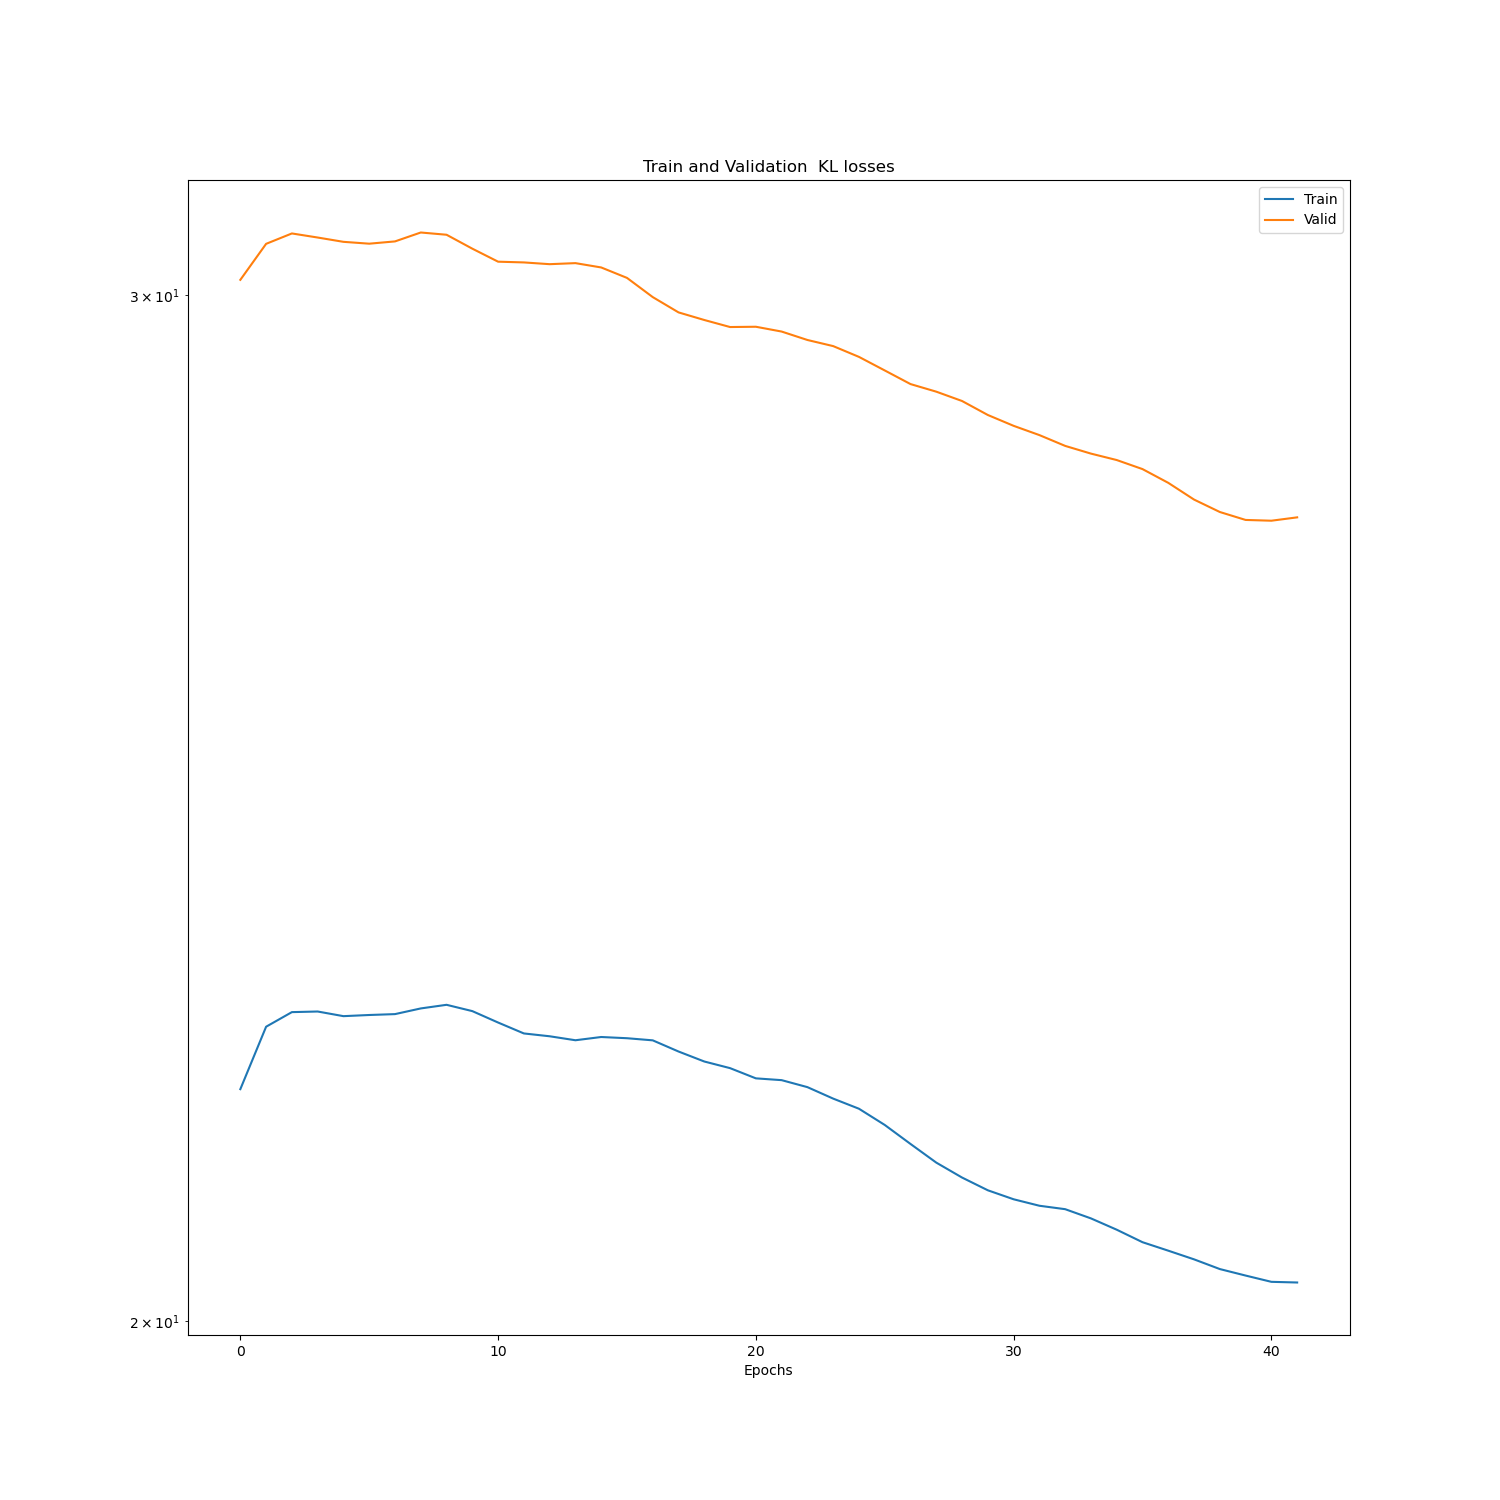 Train and Validation  KL losses
Train
Valid
3 × 10¹
2 × 10¹
0 10 20 30 40
Epochs